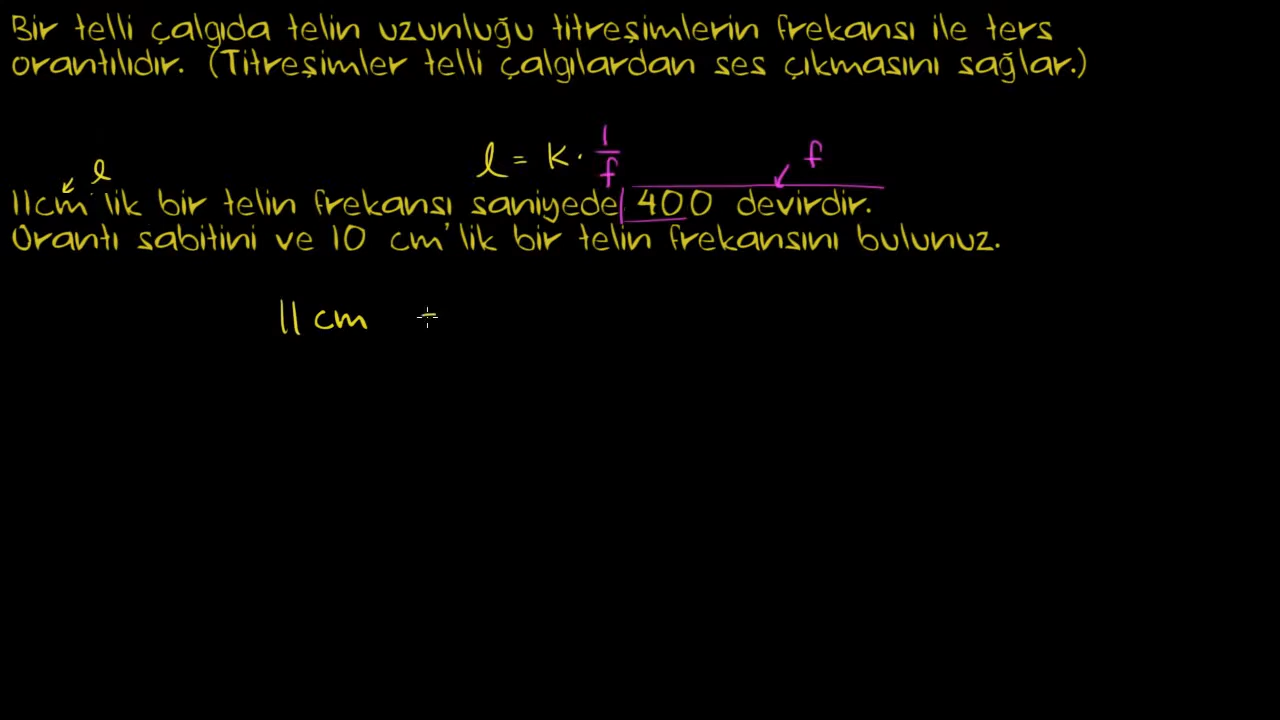 Bir telli çalgıda telin uzunluğu titreşimlerin frekansı ile ters
orantılıdır. (Titreşimler telli çalgılardan ses çıkmasını sağlar.)
l = k · 1/f
l
f
11cm'lik bir telin frekansı saniyede 400 devirdir.
Orantı sabitini ve 10 cm'lik bir telin frekansını bulunuz.
11 cm =